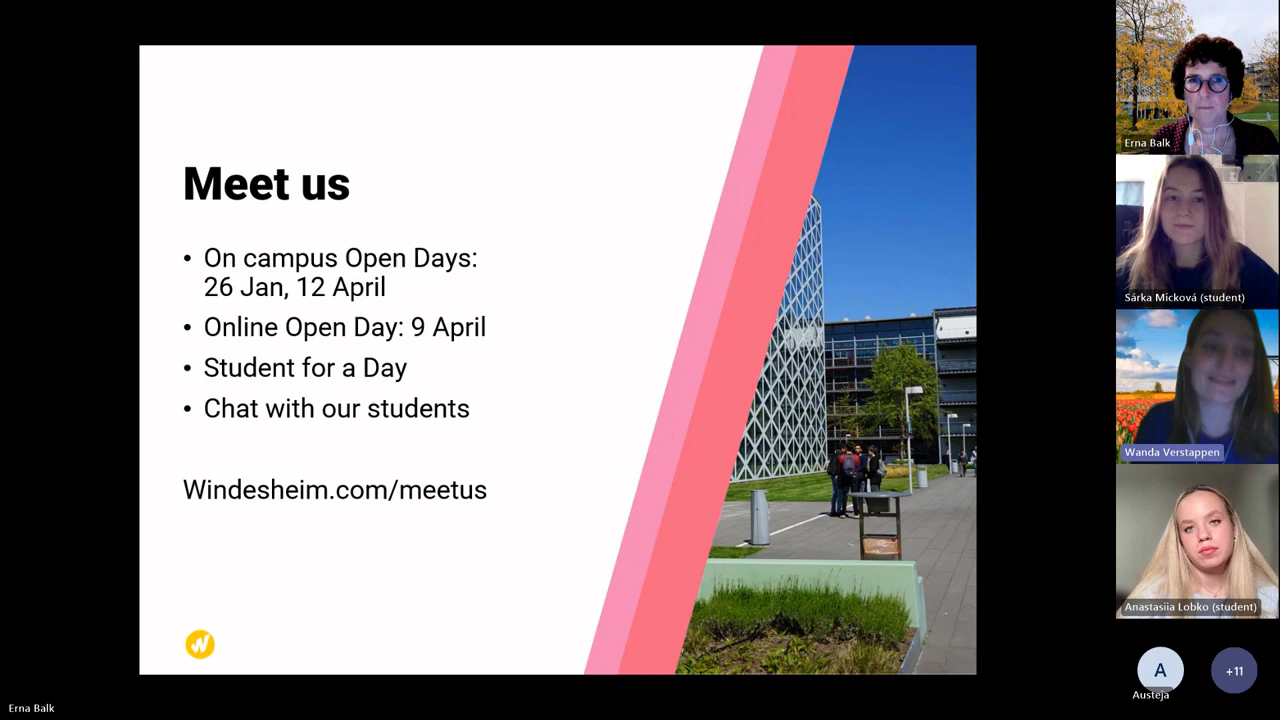 Meet us
• On campus Open Days:
26 Jan, 12 April
• Online Open Day: 9 April
• Student for a Day
• Chat with our students
Windesheim.com/meetus
W
Erna Balk
Sárka Micková (student)
Wanda Verstappen
Anastasiia Lobko (student)
A
Austeja
+11
Erna Balk